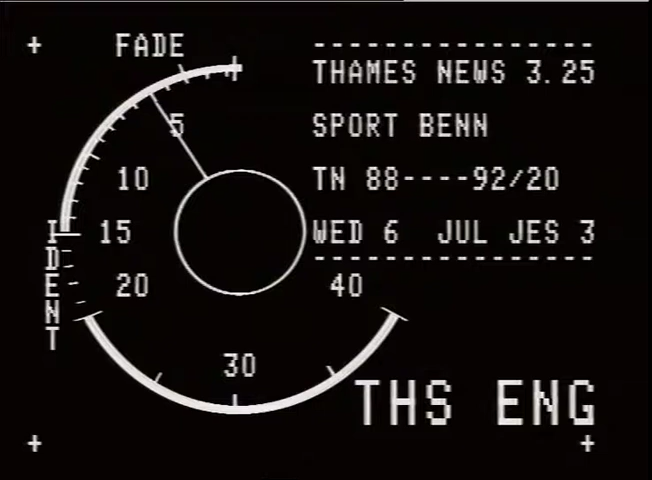 FADE
----------------
THAMES NEWS 3.25
5
SPORT BENN
10
TN 88----92/20
15
WED 6 JUL JES 3
----------------
IDENT
20
40
30
THS ENG